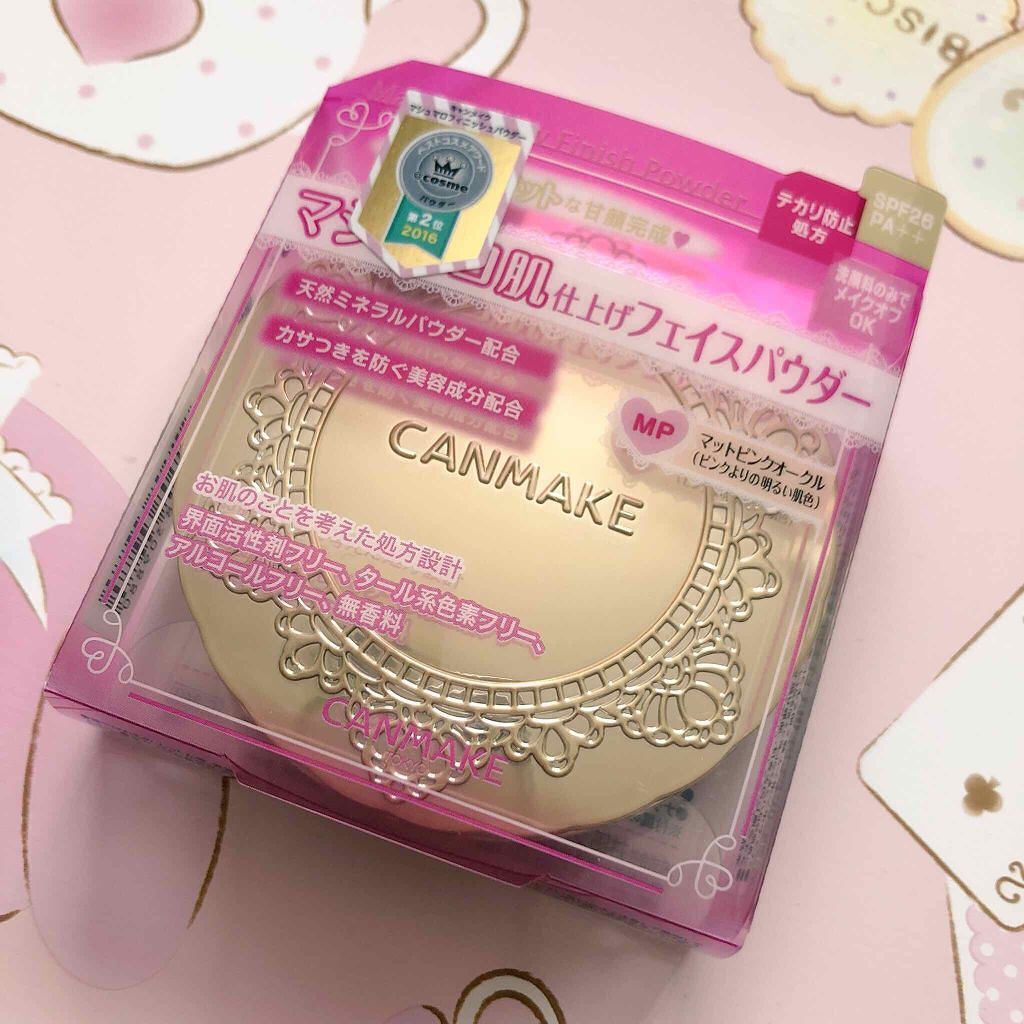 キャンメイク
マシュマロフィニッシュパウダー
ベストコスメアワード
@cosme
パウダー
第2位
2016
y Finish Powder
ットな甘顔完成♥
テカリ防止
処方
SPF26
PA++
洗顔料のみで
メイクオフ
OK
肌仕上げフェイスパウダー
天然ミネラルパウダー配合
カサつきを防ぐ美容成分配合
MP
マットピンクオークル
(ピンクよりの明るい肌色)
CANMAKE
お肌のことを考えた処方設計
界面活性剤フリー、タール系色素フリー、
アルコールフリー、無香料
CANMAKE
BISC